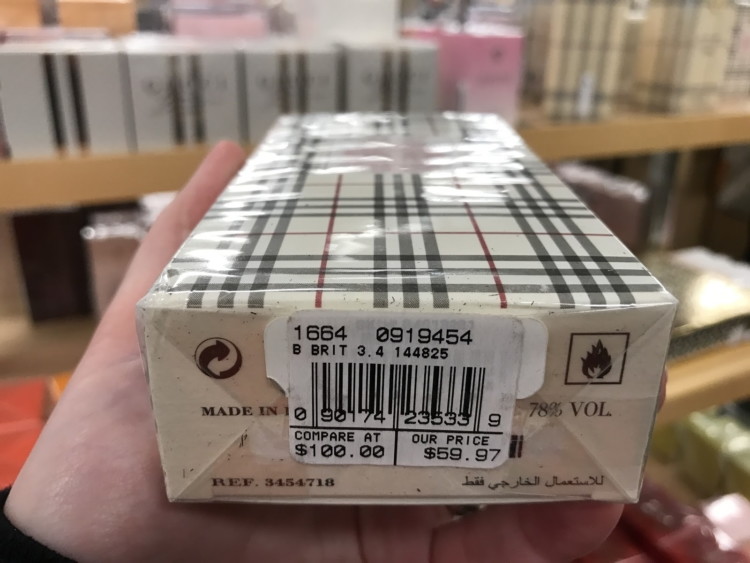 1664 0919454
B BRIT 3.4 144825
0 90174 23533 9
COMPARE AT OUR PRICE
$100.00 $59.97
MADE IN
78% VOL.
REF. 3454718
للاستعمال الخارجي فقط